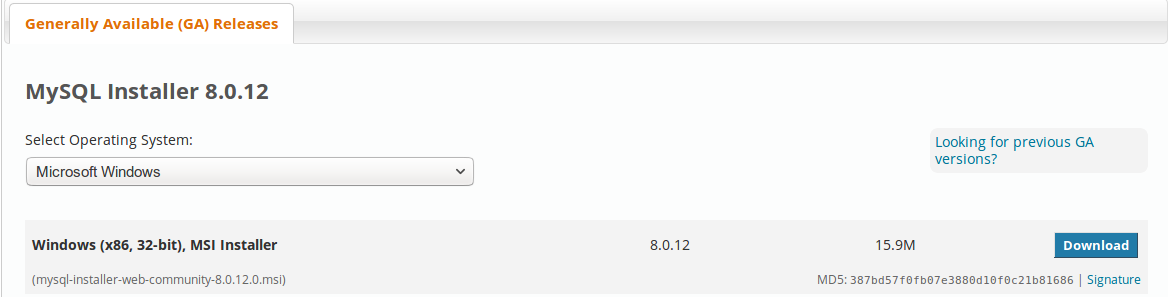 Generally Available (GA) Releases
MySQL Installer 8.0.12
Select Operating System:
Looking for previous GA
versions?
Microsoft Windows
Windows (x86, 32-bit), MSI Installer 8.0.12 15.9M Download
(mysql-installer-web-community-8.0.12.0.msi) MD5: 387bd57f0fb07e3880d10f0c21b81686 | Signature